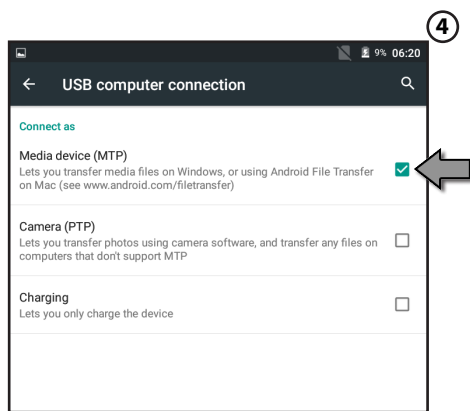 4
9% 06:20
USB computer connection
Connect as
Media device (MTP)
Lets you transfer media files on Windows, or using Android File Transfer
on Mac (see www.android.com/filetransfer)
Camera (PTP)
Lets you transfer photos using camera software, and transfer any files on
computers that don't support MTP
Charging
Lets you only charge the device